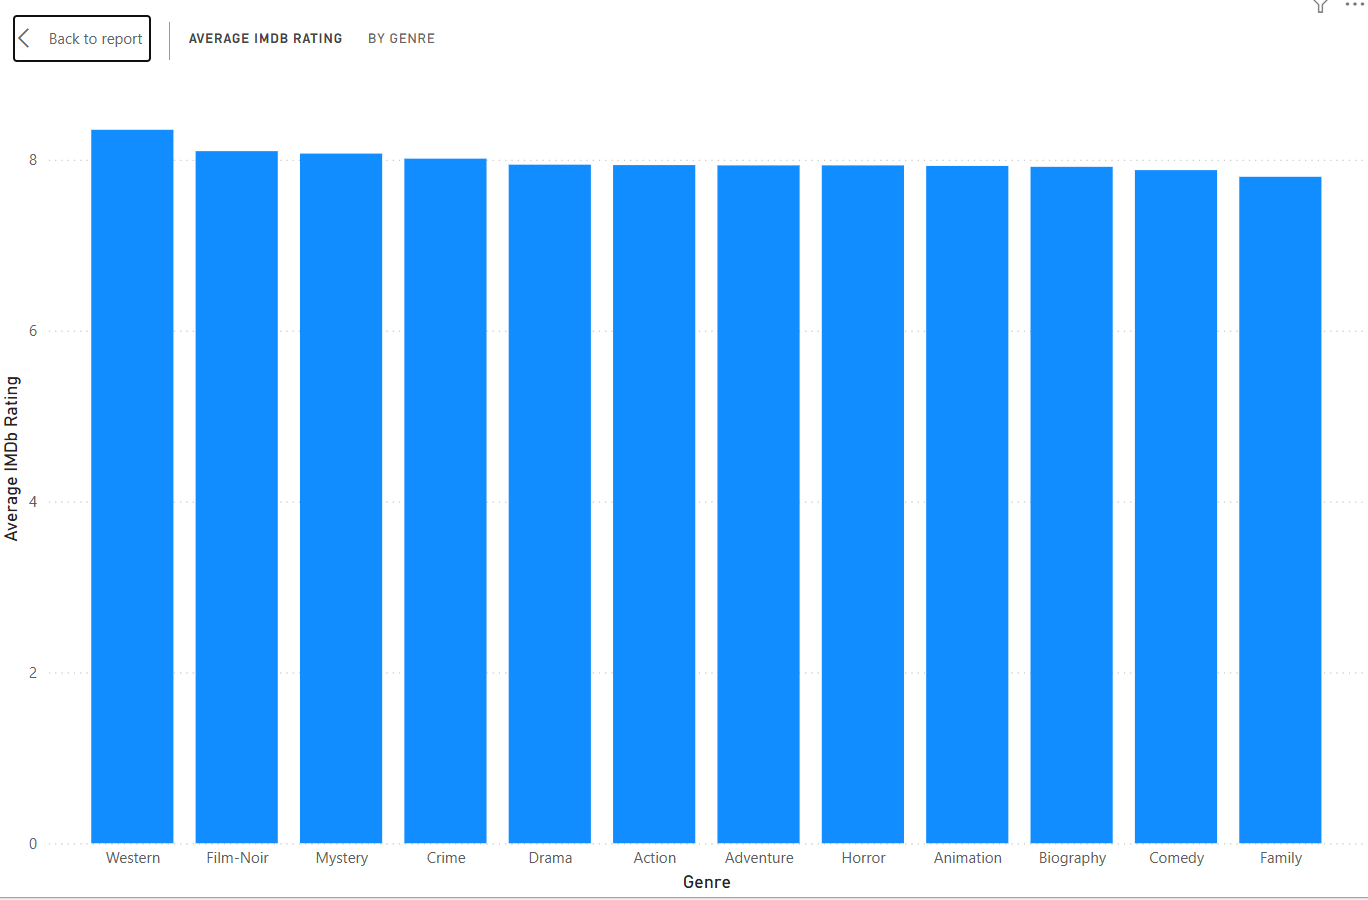 Back to report
AVERAGE IMDB RATING BY GENRE
8
6
4
2
0
Average IMDb Rating
Western Film-Noir Mystery Crime Drama Action Adventure Horror Animation Biography Comedy Family
Genre